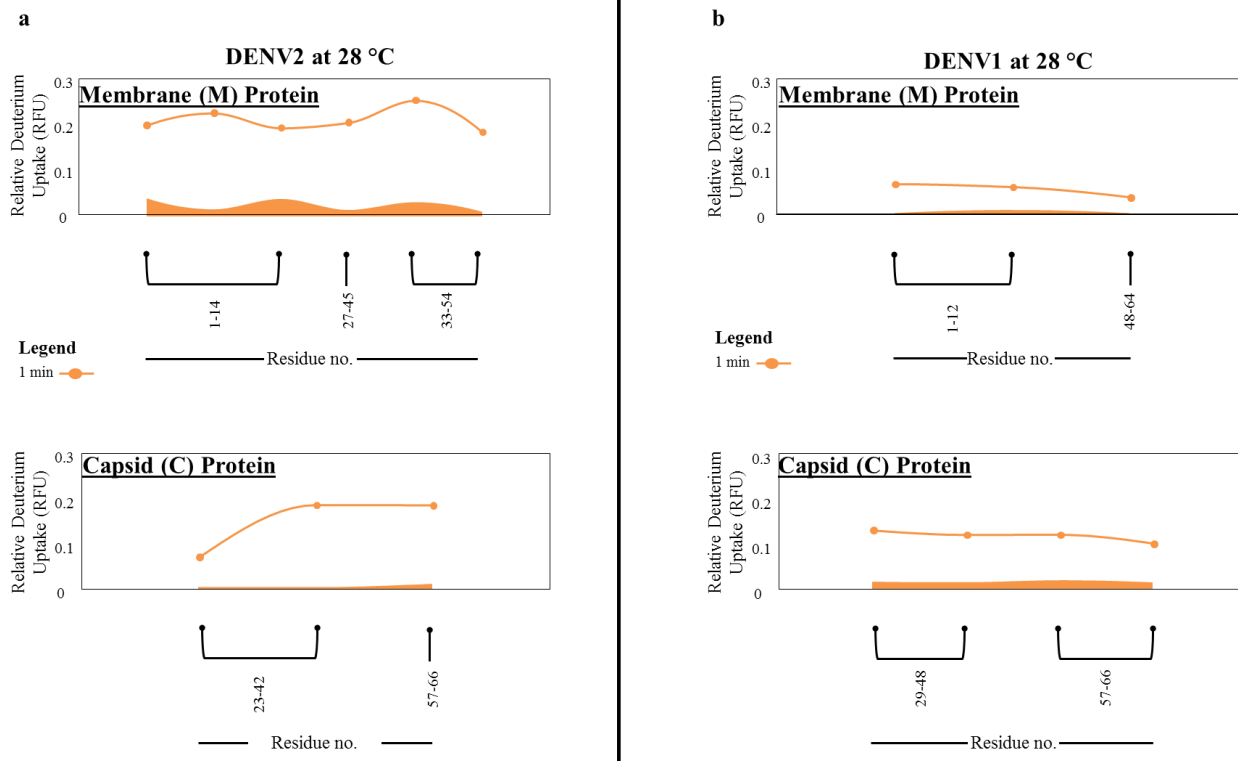 a
DENV2 at 28 °C
Relative Deuterium
Uptake (RFU)
0.3
0.2
0.1
0
Membrane (M) Protein
1-14
27-45
33-54
Legend
1 min
Residue no.
Relative Deuterium
Uptake (RFU)
0.3
0.2
0.1
0
Capsid (C) Protein
23-42
57-66
Residue no.
b
DENV1 at 28 °C
Relative Deuterium
Uptake (RFU)
0.3
0.2
0.1
0
Membrane (M) Protein
1-12
48-64
Legend
1 min
Residue no.
Relative Deuterium
Uptake (RFU)
0.3
0.2
0.1
0
Capsid (C) Protein
29-48
57-66
Residue no.